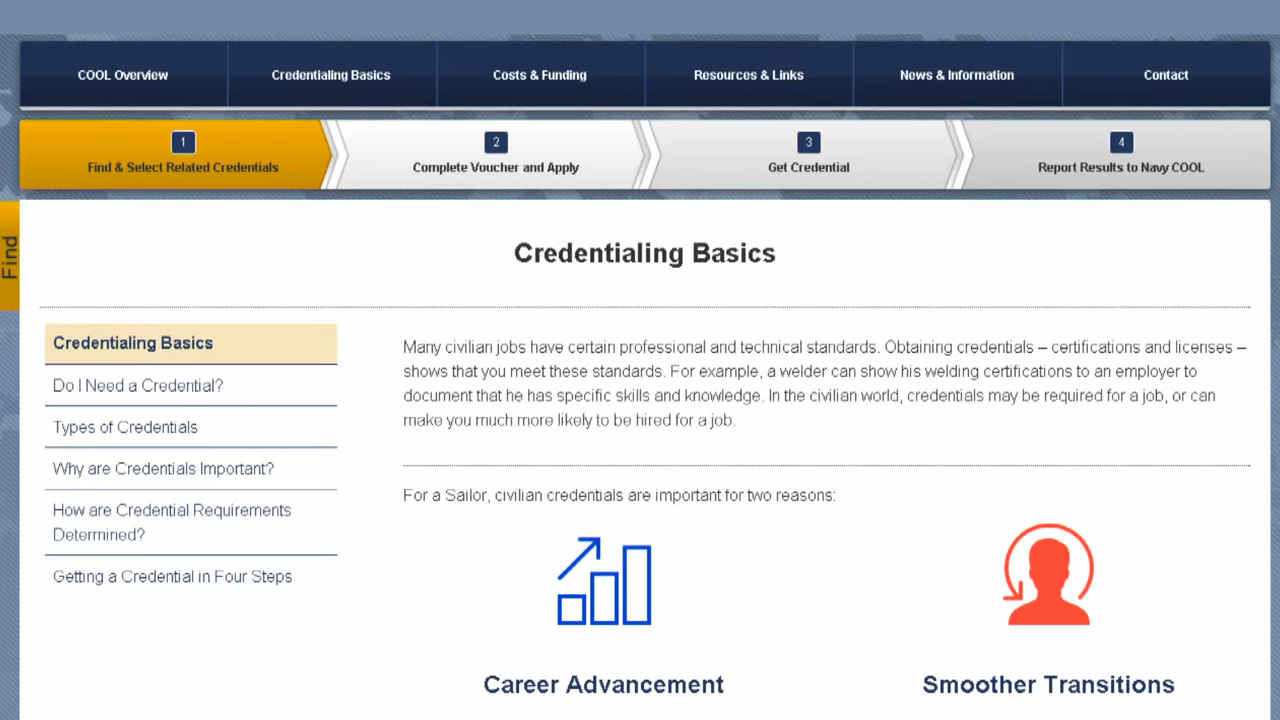 COOL Overview
Credentialing Basics
Costs & Funding
Resources & Links
News & Information
Contact
1
Find & Select Related Credentials
2
Complete Voucher and Apply
3
Get Credential
4
Report Results to Navy COOL
Find
Credentialing Basics
Credentialing Basics
Do I Need a Credential?
Types of Credentials
Why are Credentials Important?
How are Credential Requirements
Determined?
Getting a Credential in Four Steps
Many civilian jobs have certain professional and technical standards. Obtaining credentials – certifications and licenses –
shows that you meet these standards. For example, a welder can show his welding certifications to an employer to
document that he has specific skills and knowledge. In the civilian world, credentials may be required for a job, or can
make you much more likely to be hired for a job.
For a Sailor, civilian credentials are important for two reasons:
Career Advancement
Smoother Transitions